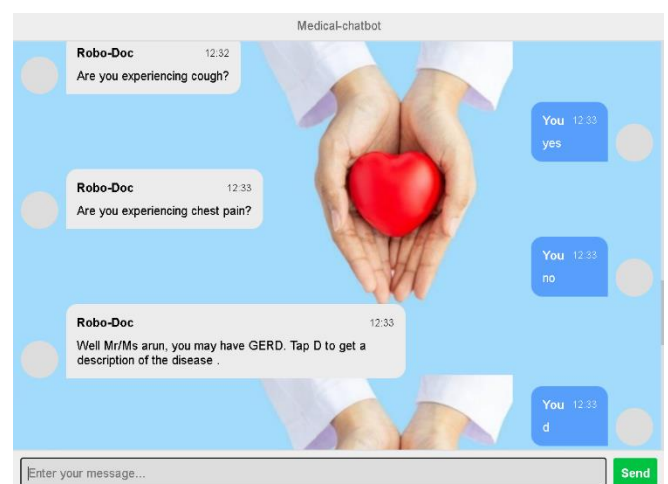 Medical-chatbot
Robo-Doc 12:32
Are you experiencing cough?
You 12:33
yes
Robo-Doc 12:33
Are you experiencing chest pain?
You 12:33
no
Robo-Doc 12:33
Well Mr/Ms arun, you may have GERD. Tap D to get a
description of the disease .
You 12:33
d
Enter your message...
Send